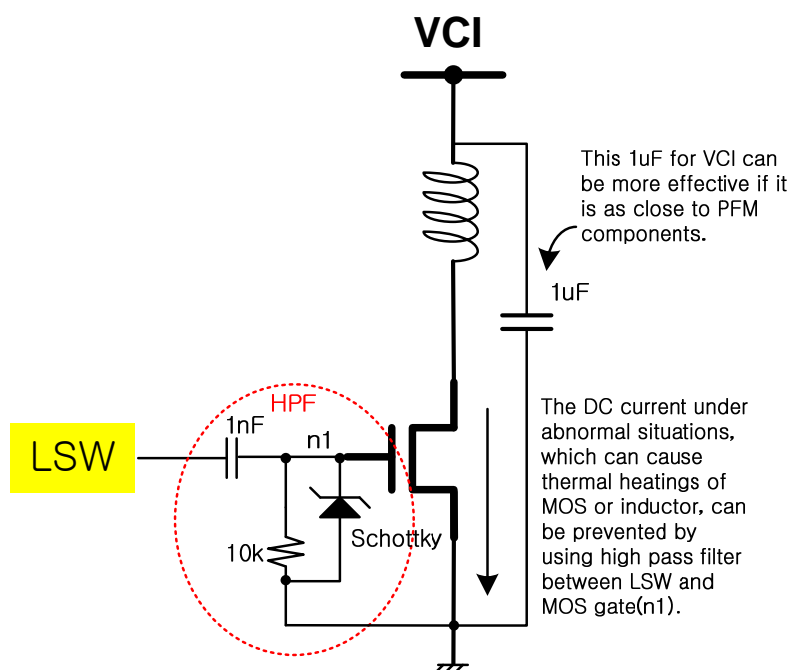 VCI
This 1uF for VCI can
be more effective if it
is as close to PFM
components.
1uF
HPF
1nF
n1
LSW
10k
Schottky
The DC current under
abnormal situations,
which can cause
thermal heatings of
MOS or inductor, can
be prevented by
using high pass filter
between LSW and
MOS gate(n1).